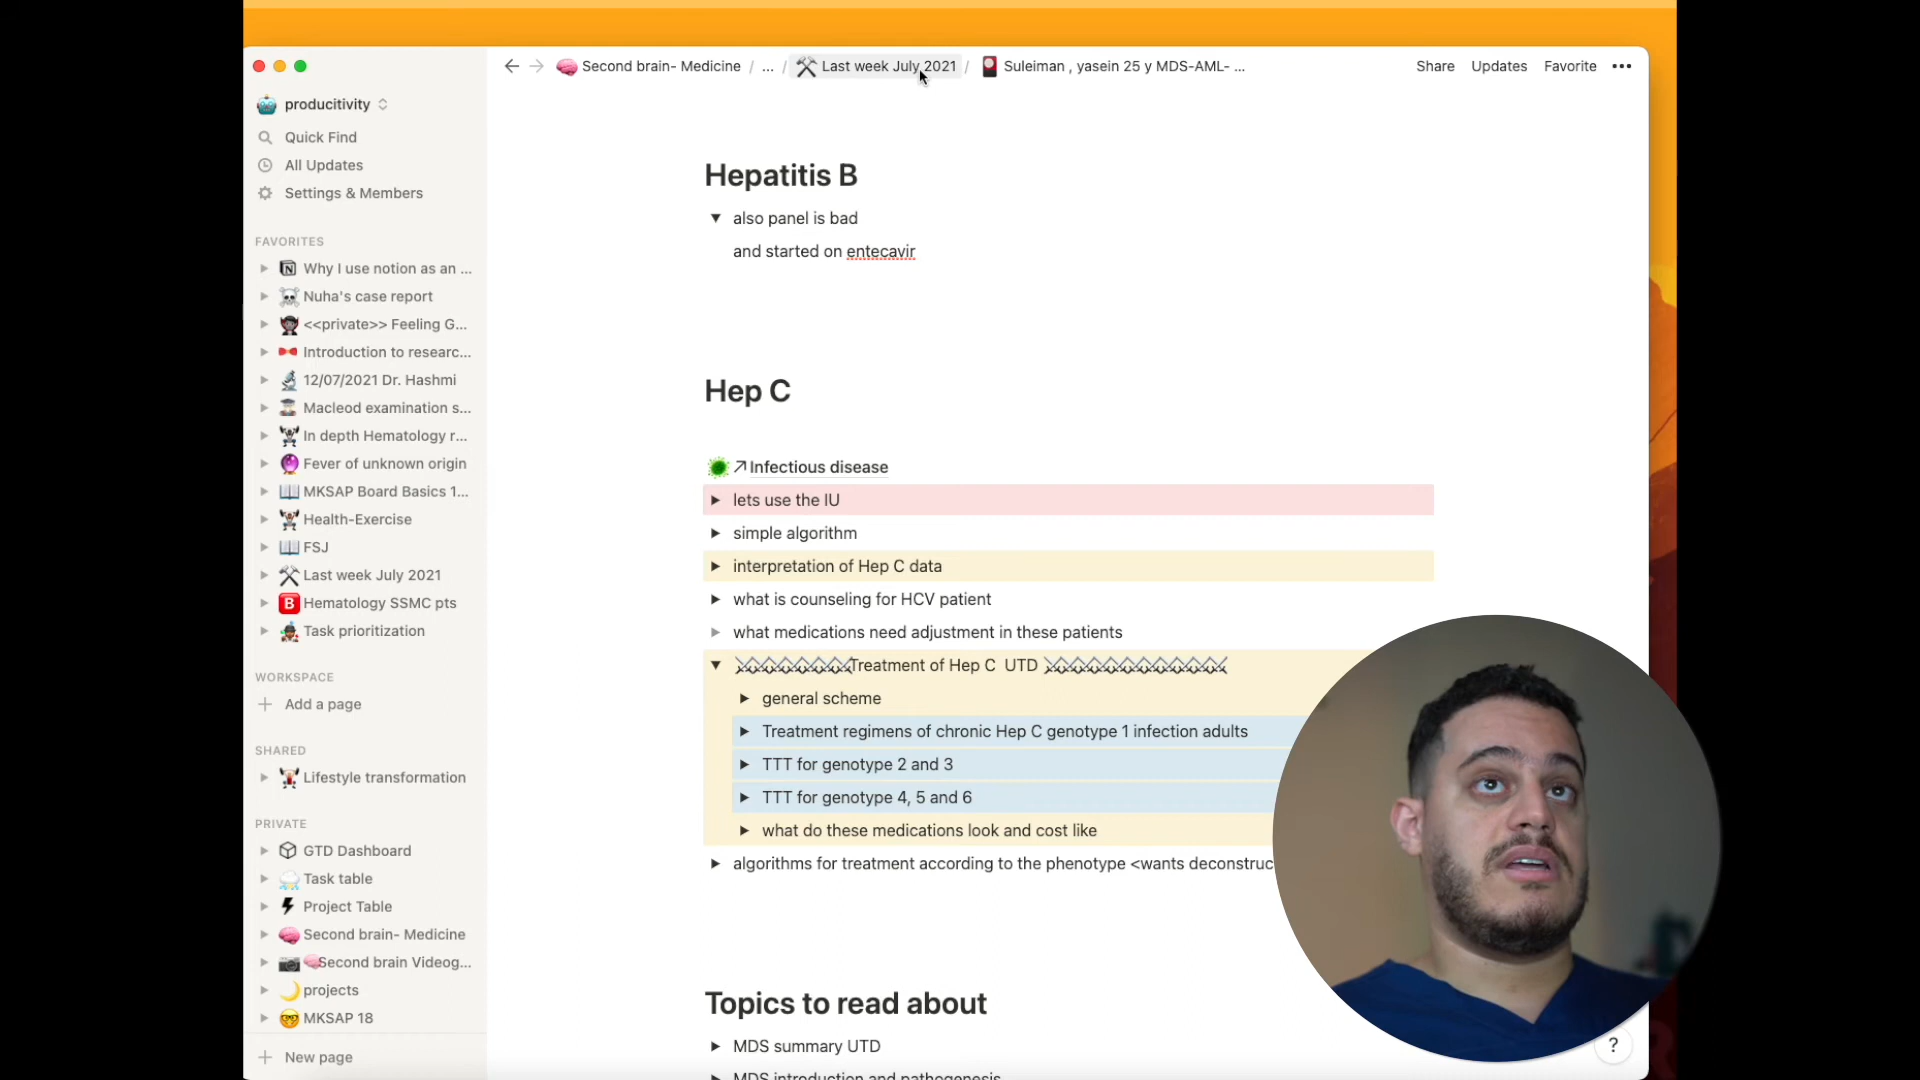 Second brain- Medicine / ... / Last week July 2021 / Suleiman , yasein 25 y MDS-AML- ...
Share Updates Favorite •••
producitivity
Quick Find
All Updates
Settings & Members
FAVORITES
Why I use notion as an ...
Nuha's case report
<<private>> Feeling G...
Introduction to researc...
12/07/2021 Dr. Hashmi
Macleod examination s...
In depth Hematology r...
Fever of unknown origin
MKSAP Board Basics 1...
Health-Exercise
FSJ
Last week July 2021
B Hematology SSMC pts
Task prioritization
WORKSPACE
Add a page
SHARED
Lifestyle transformation
PRIVATE
GTD Dashboard
Task table
Project Table
Second brain- Medicine
Second brain Videog...
projects
MKSAP 18
New page
Hepatitis B
also panel is bad
and started on entecavir
Hep C
Infectious disease
lets use the IU
simple algorithm
interpretation of Hep C data
what is counseling for HCV patient
what medications need adjustment in these patients
Treatment of Hep C UTD
general scheme
Treatment regimens of chronic Hep C genotype 1 infection adults
TTT for genotype 2 and 3
TTT for genotype 4, 5 and 6
what do these medications look and cost like
algorithms for treatment according to the phenotype <wants deconstruc
Topics to read about
MDS summary UTD
MDS introduction and pathogenesis
?